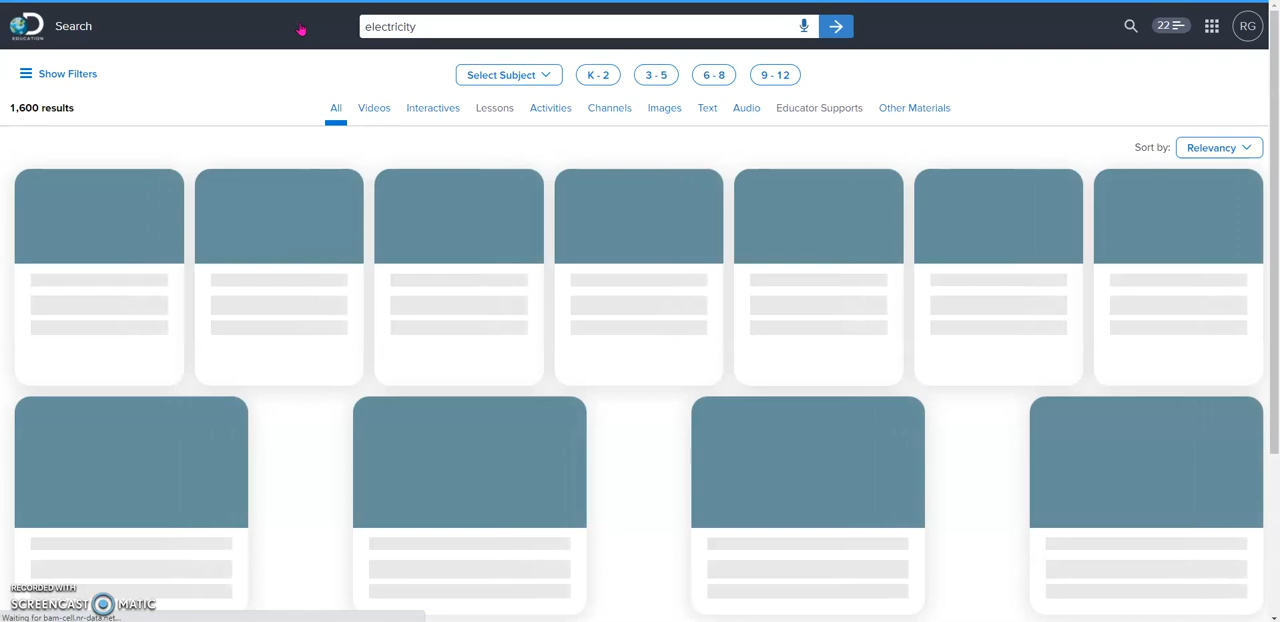 EDUCATION
Search
electricity
22
RG
Show Filters
Select Subject
K - 2
3 - 5
6 - 8
9 - 12
1,600 results
All
Videos
Interactives
Lessons
Activities
Channels
Images
Text
Audio
Educator Supports
Other Materials
Sort by:
Relevancy
RECORDED WITH
SCREENCAST MATIC
Waiting for bam-cell.nr-data.net...